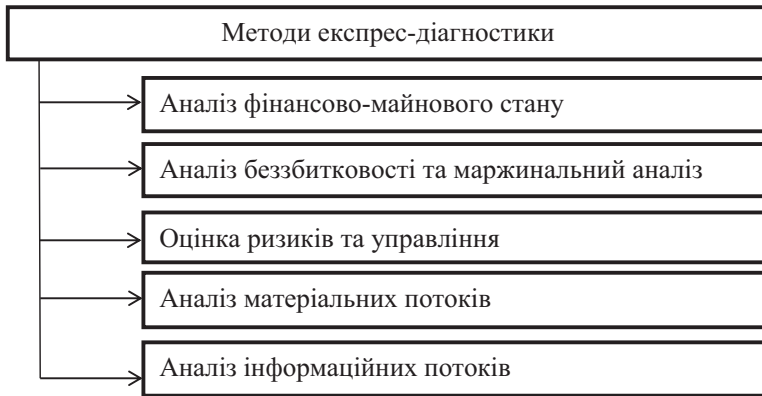 Методи експрес-діагностики
Аналіз фінансово-майнового стану
Аналіз беззбитковості та маржинальний аналіз
Оцінка ризиків та управління
Аналіз матеріальних потоків
Аналіз інформаційних потоків